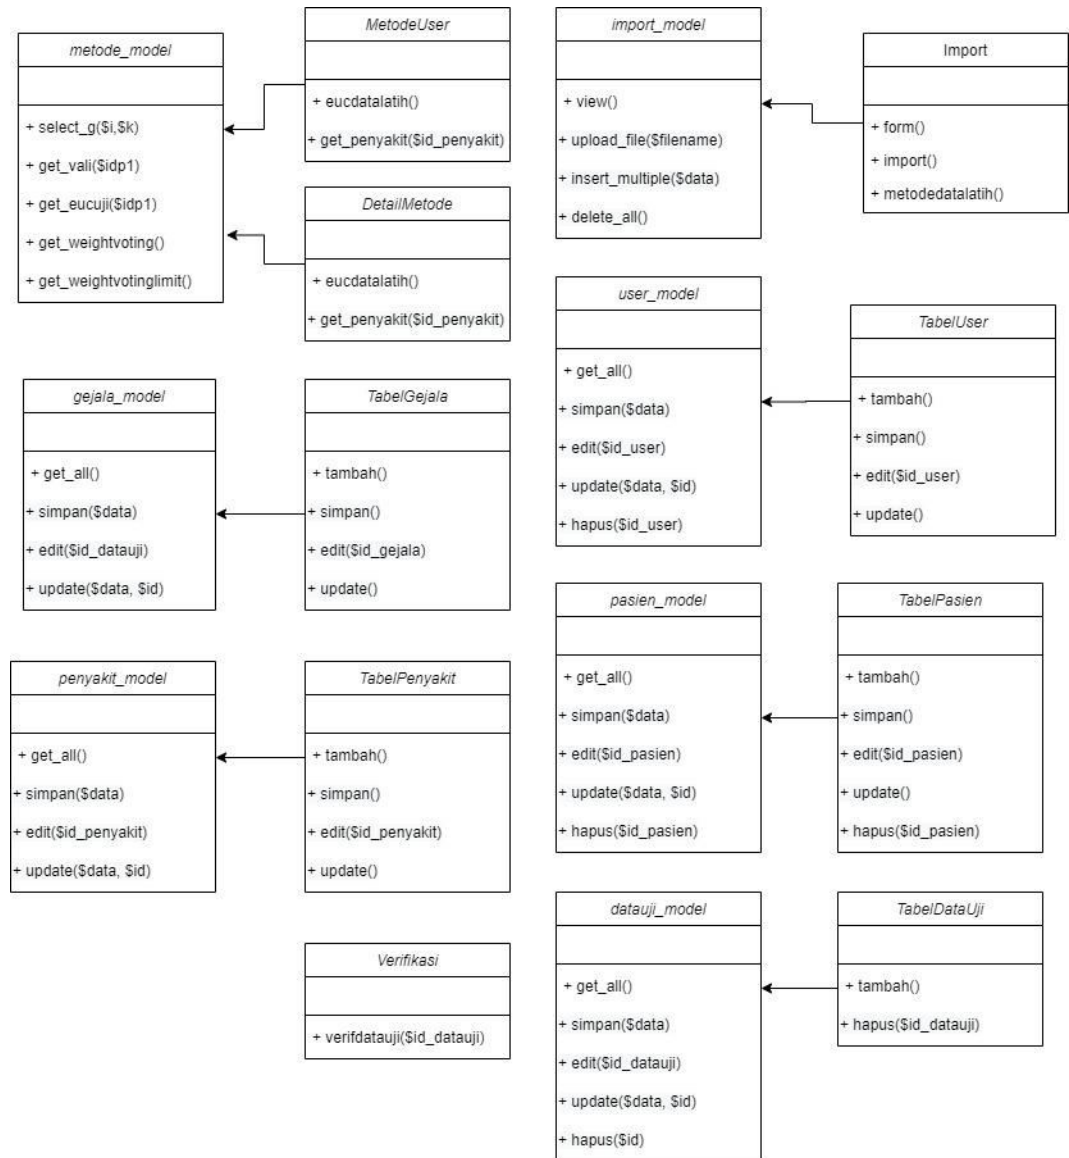 metode_model
+ select_g($i,$k)
+ get_vali($idp1)
+ get_eucuji($idp1)
+ get_weightvoting()
+ get_weightvotinglimit()
MetodeUser
+ eucdatalatih()
+ get_penyakit($id_penyakit)
DetailMetode
+ eucdatalatih()
+ get_penyakit($id_penyakit)
import_model
+ view()
+ upload_file($filename)
+ insert_multiple($data)
+ delete_all()
Import
+ form()
+ import()
+ metodedatalatih()
user_model
+ get_all()
+ simpan($data)
+ edit($id_user)
+ update($data, $id)
+ hapus($id_user)
TabelUser
+ tambah()
+ simpan()
+ edit($id_user)
+ update()
gejala_model
+ get_all()
+ simpan($data)
+ edit($id_datauji)
+ update($data, $id)
TabelGejala
+ tambah()
+ simpan()
+ edit($id_gejala)
+ update()
pasien_model
+ get_all()
+ simpan($data)
+ edit($id_pasien)
+ update($data, $id)
+ hapus($id_pasien)
TabelPasien
+ tambah()
+ simpan()
+ edit($id_pasien)
+ update()
+ hapus($id_pasien)
penyakit_model
+ get_all()
+ simpan($data)
+ edit($id_penyakit)
+ update($data, $id)
TabelPenyakit
+ tambah()
+ simpan()
+ edit($id_penyakit)
+ update()
Verifikasi
+ verifdatauji($id_datauji)
datauji_model
+ get_all()
+ simpan($data)
+ edit($id_datauji)
+ update($data, $id)
+ hapus($id)
TabelDataUji
+ tambah()
+ hapus($id_datauji)